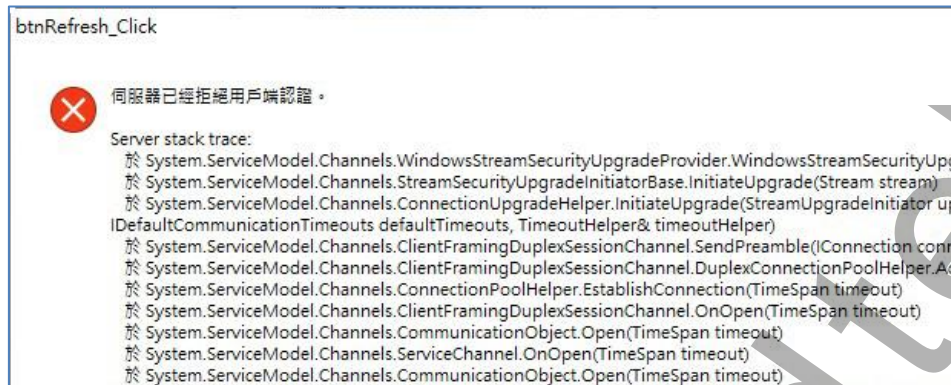 btnRefresh_Click
伺服器已經拒絕用戶端認證。
Server stack trace:
於 System.ServiceModel.Channels.WindowsStreamSecurityUpgradeProvider.WindowsStreamSecurityUpg
於 System.ServiceModel.Channels.StreamSecurityUpgradeInitiatorBase.InitiateUpgrade(Stream stream)
於 System.ServiceModel.Channels.ConnectionUpgradeHelper.InitiateUpgrade(StreamUpgradeInitiator up
IDefaultCommunicationTimeouts defaultTimeouts, TimeoutHelper& timeoutHelper)
於 System.ServiceModel.Channels.ClientFramingDuplexSessionChannel.SendPreamble(IConnection conn
於 System.ServiceModel.Channels.ClientFramingDuplexSessionChannel.DuplexConnectionPoolHelper.Ac
於 System.ServiceModel.Channels.ConnectionPoolHelper.EstablishConnection(TimeSpan timeout)
於 System.ServiceModel.Channels.ClientFramingDuplexSessionChannel.OnOpen(TimeSpan timeout)
於 System.ServiceModel.Channels.CommunicationObject.Open(TimeSpan timeout)
於 System.ServiceModel.Channels.ServiceChannel.OnOpen(TimeSpan timeout)
於 System.ServiceModel.Channels.CommunicationObject.Open(TimeSpan timeout)